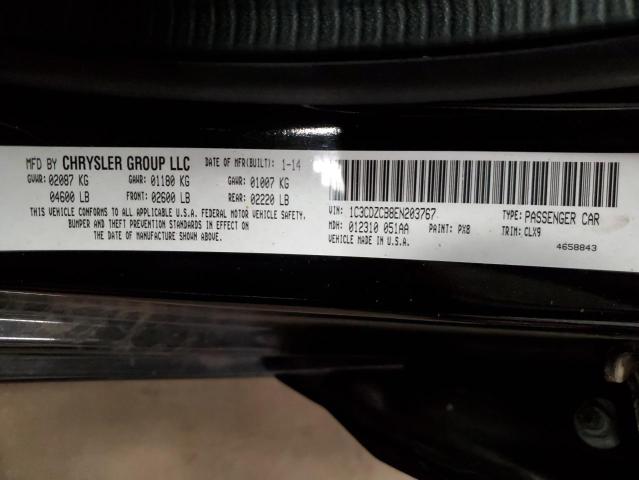 MFD BY CHRYSLER GROUP LLC DATE OF MFR(BUILT): 1-14
GVWR: 02087 KG GAWR: 01180 KG GAWR: 01007 KG
04600 LB FRONT: 02600 LB REAR: 02220 LB
THIS VEHICLE CONFORMS TO ALL APPLICABLE U.S.A. FEDERAL MOTOR VEHICLE SAFETY,
BUMPER AND THEFT PREVENTION STANDARDS IN EFFECT ON
THE DATE OF MANUFACTURE SHOWN ABOVE.
VIN: 1C3CDZCB8EN203767 TYPE: PASSENGER CAR
MDH: 012310 051AA PAINT: PX8 TRIM: CLX9
VEHICLE MADE IN U.S.A. 4658843